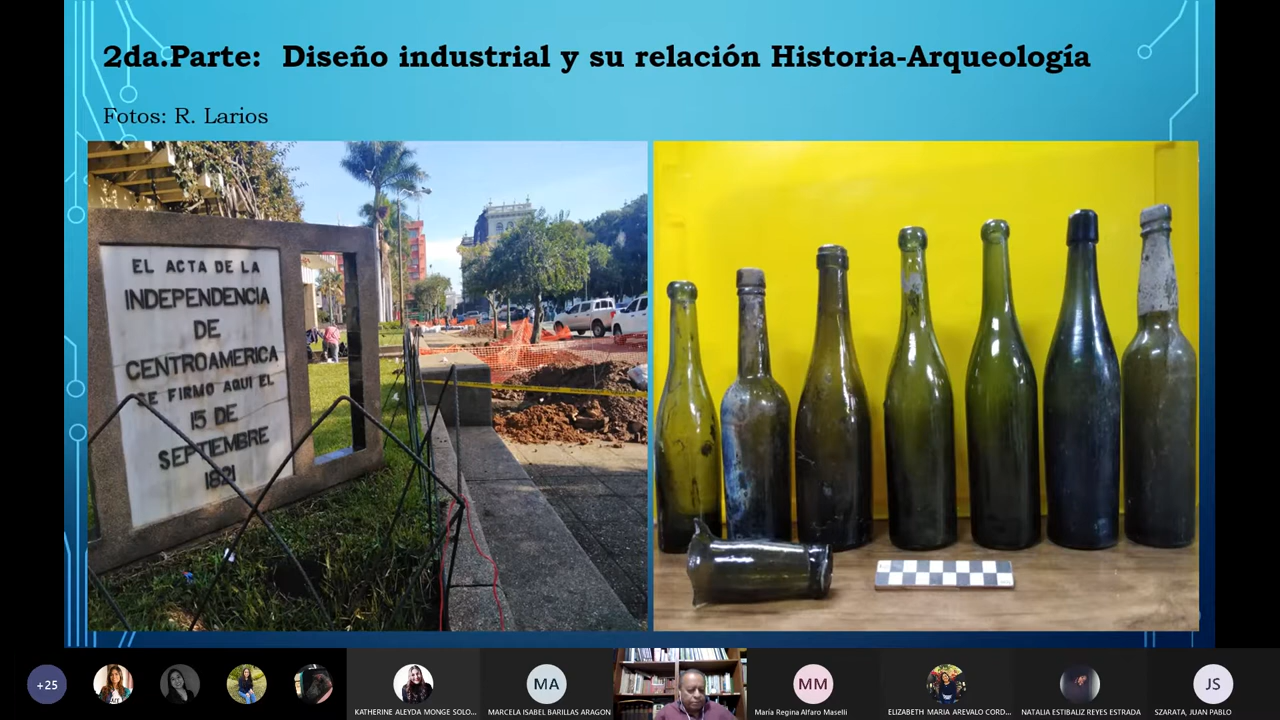 2da.Parte: Diseño industrial y su relación Historia-Arqueología
Fotos: R. Larios
EL ACTA DE LA
INDEPENDENCIA
DE
CENTROAMERICA
SE FIRMO AQUI EL
15 DE
SEPTIEMBRE
1821
+25
KATHERINE ALEYDA MONGE SOLO...
MA
MARCELA ISABEL BARILLAS ARAGON
MM
María Regina Alfaro Maselli
ELIZABETH MARIA AREVALO CORD...
NATALIA ESTIBALIZ REYES ESTRADA
JS
SZARATA, JUAN PABLO